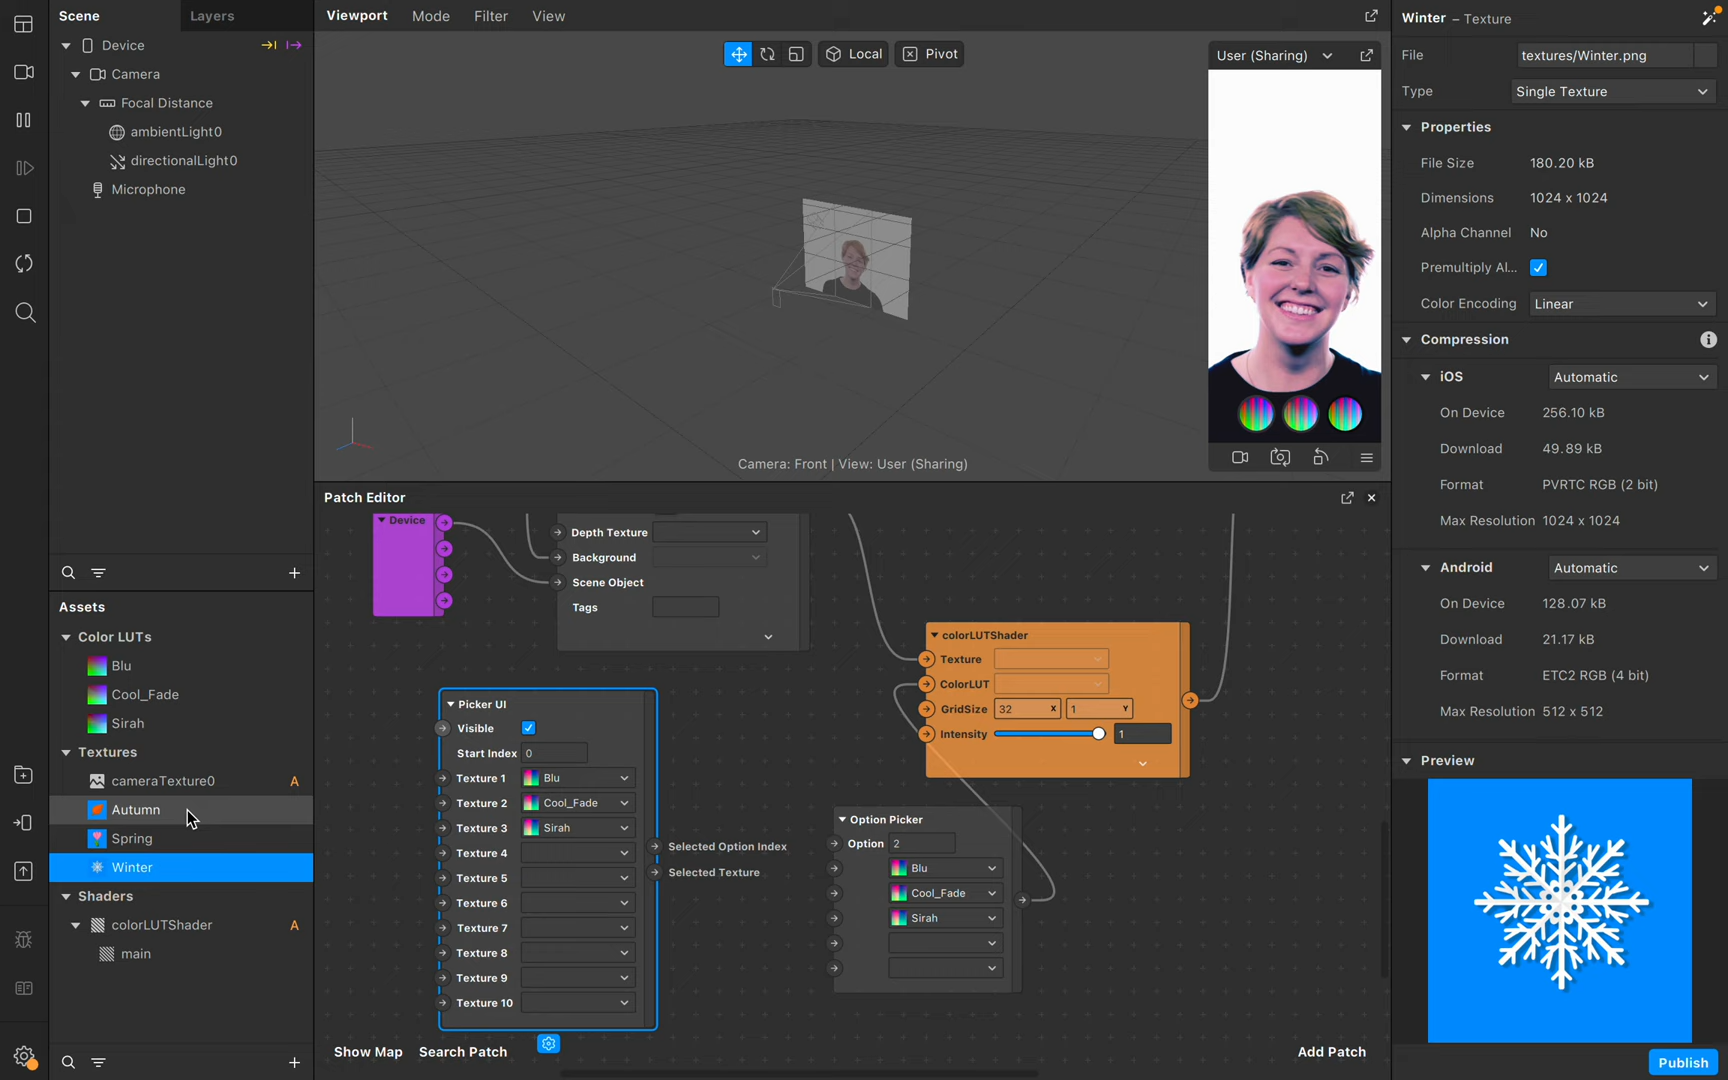 Scene
Layers
Device
Camera
Focal Distance
ambientLight0
directionalLight0
Microphone
Assets
Color LUTs
Blu
Cool_Fade
Sirah
Textures
cameraTexture0 A
Autumn
Spring
Winter
Shaders
colorLUTShader A
main
Viewport Mode Filter View
Local Pivot
User (Sharing)
Camera: Front | View: User (Sharing)
Patch Editor
Device
Depth Texture
Background
Scene Object
Tags
Picker UI
Visible
Start Index 0
Texture 1 Blu
Texture 2 Cool_Fade
Texture 3 Sirah
Texture 4
Texture 5
Texture 6
Texture 7
Texture 8
Texture 9
Texture 10
Selected Option Index
Selected Texture
colorLUTShader
Texture
ColorLUT
GridSize 32 X 1 Y
Intensity 1
Option Picker
Option 2
Blu
Cool_Fade
Sirah
Show Map Search Patch Add Patch
Winter – Texture
File textures/Winter.png
Type Single Texture
Properties
File Size 180.20 kB
Dimensions 1024 x 1024
Alpha Channel No
Premultiply Al...
Color Encoding Linear
Compression
iOS Automatic
On Device 256.10 kB
Download 49.89 kB
Format PVRTC RGB (2 bit)
Max Resolution 1024 x 1024
Android Automatic
On Device 128.07 kB
Download 21.17 kB
Format ETC2 RGB (4 bit)
Max Resolution 512 x 512
Preview
Publish